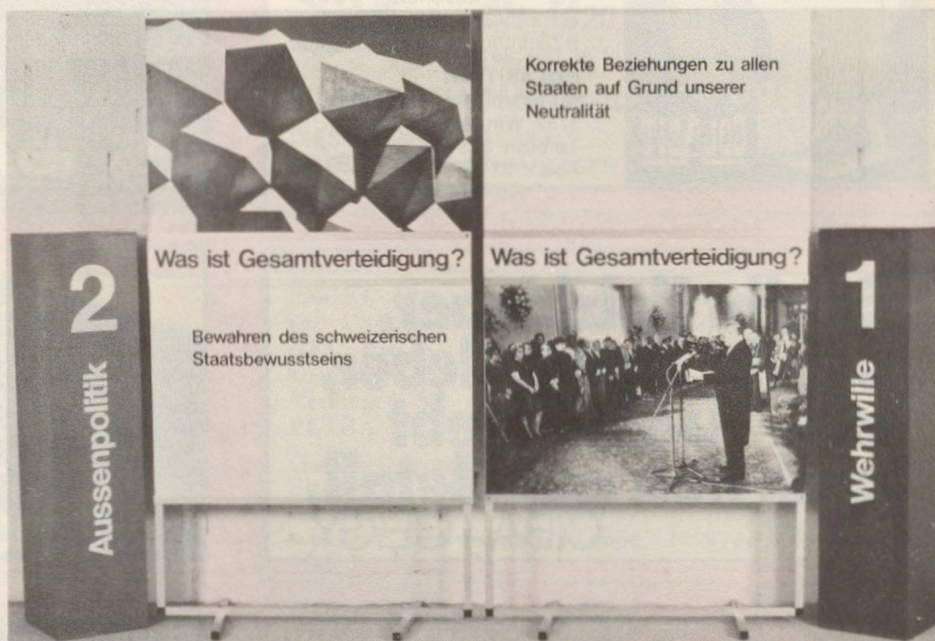 2
Aussenpolitik
Was ist Gesamtverteidigung?
Bewahren des schweizerischen
Staatsbewusstseins
Korrekte Beziehungen zu allen
Staaten auf Grund unserer
Neutralität
Was ist Gesamtverteidigung?
1
Wehrwille